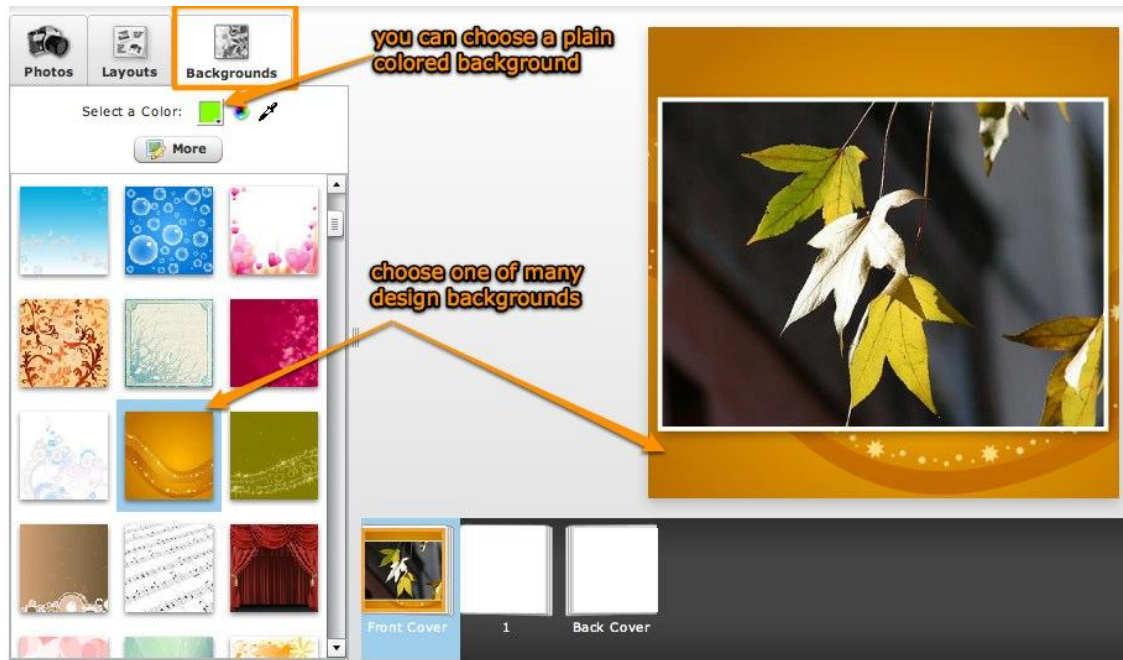 Photos
Layouts
Backgrounds
you can choose a plain
colored background
Select a Color:
More
choose one of many
design backgrounds
Front Cover
1
Back Cover